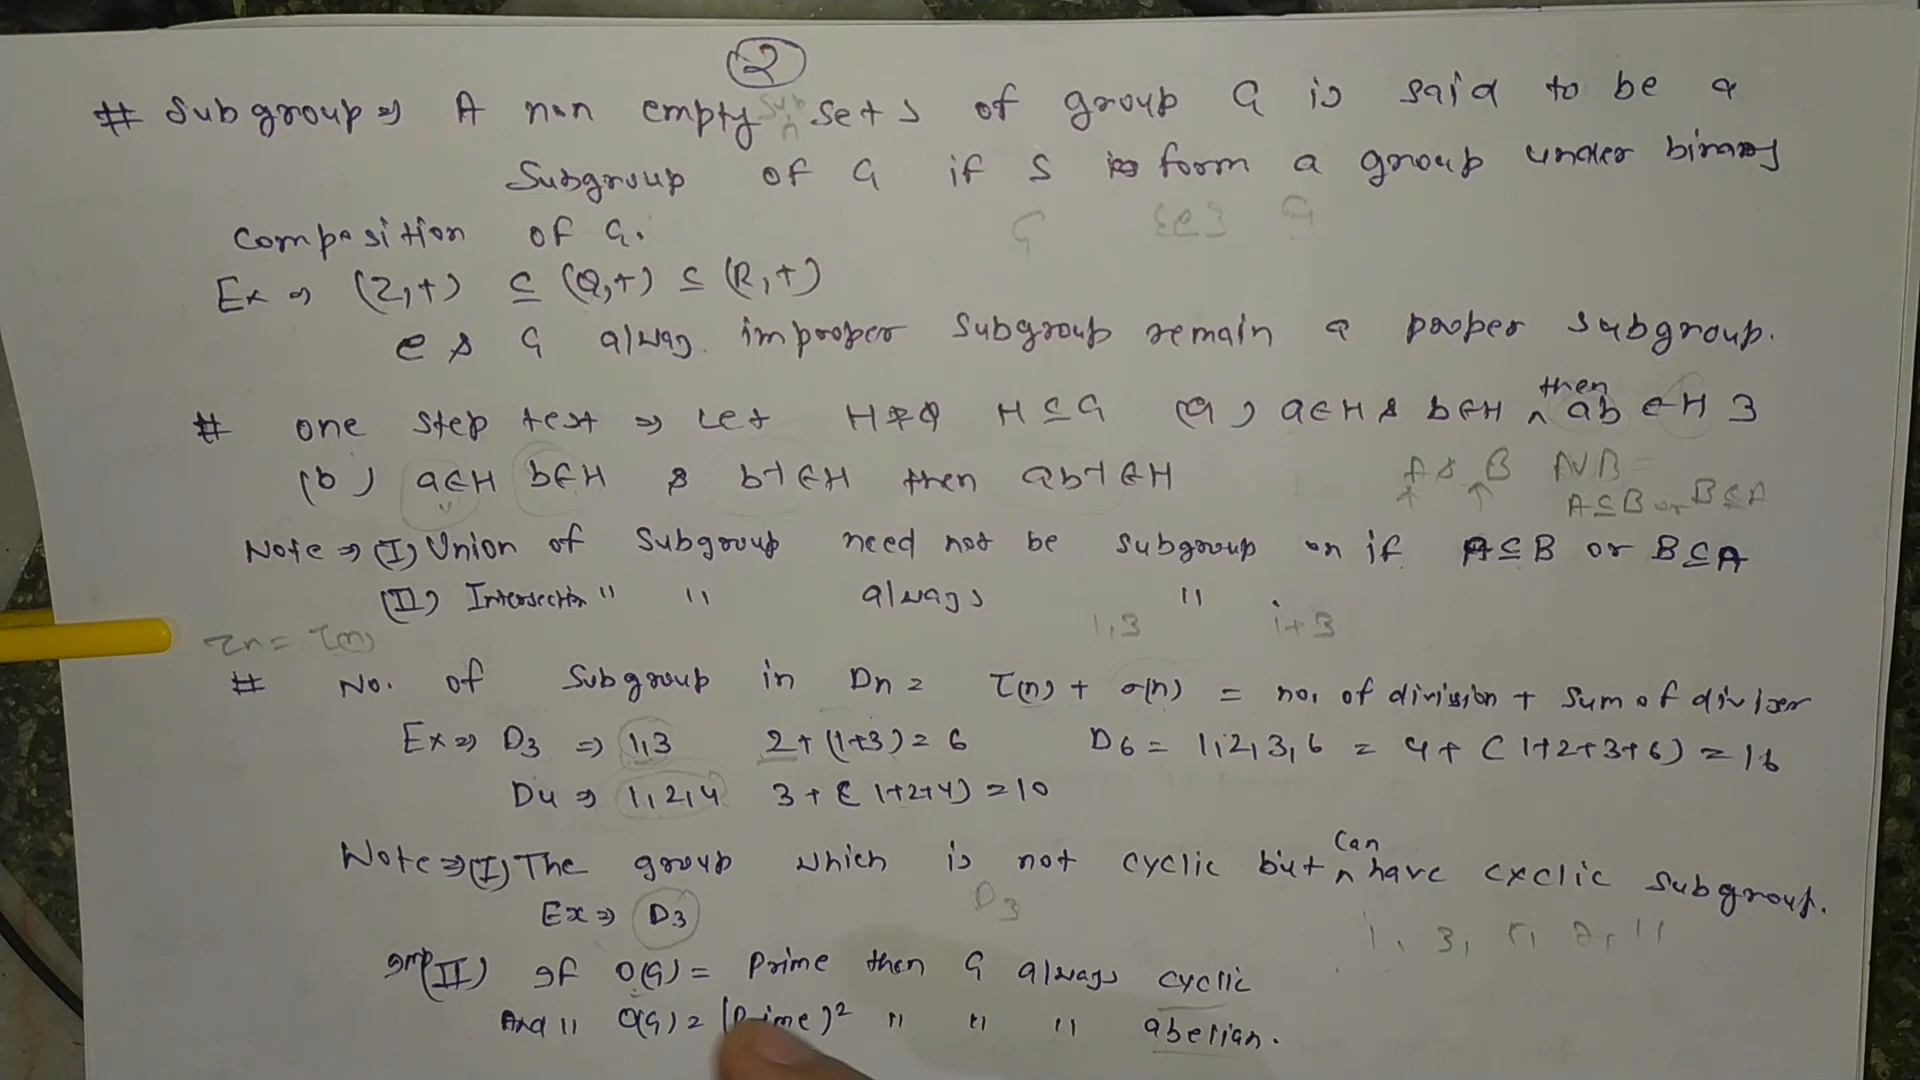 2
# Subgroup ⇒ A non empty sub set S of group G is said to be a
Subgroup of G if S form a group under binary
composition of G.
G {e} G
Ex ⇒ (Z,+) ⊆ (Q,+) ⊆ (R,+)
e & G alway. improper subgroup remain a proper subgroup.
# one step test ⇒ Let H≠φ H⊆G (a) a∈H & b∈H then ab ∈H }
(b) a∈H b∈H & b⁻¹∈H then ab⁻¹∈H
A & B A∪B
A⊆B or B⊆A
Note ⇒ (I) Union of subgroup need not be subgroup on if A⊆B or B⊆A
(II) Intersection " " always "
1,3 1+3
Zn = τ(n)
# No. of subgroup in Dn = τ(n) + σ(n) = no. of division + sum of divizer
Ex ⇒ D3 ⇒ 1,3 2+(1+3)=6 D6 = 1,2,3,6 = 4+(1+2+3+6)=16
D4 ⇒ 1,2,4 3+(1+2+4)=10
Note ⇒ (I) The group which is not cyclic but can have cyclic subgroup.
Ex ⇒ D3 D3
Imp (II) If O(G) = Prime then G always cyclic
And " O(G) = (Prime)² " " " abelian.